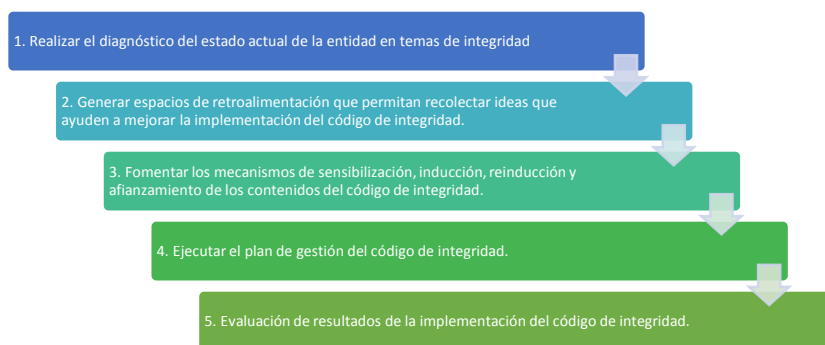 1. Realizar el diagnóstico del estado actual de la entidad en temas de integridad
2. Generar espacios de retroalimentación que permitan recolectar ideas que
ayuden a mejorar la implementación del código de integridad.
3. Fomentar los mecanismos de sensibilización, inducción, reinducción y
afianzamiento de los contenidos del código de integridad.
4. Ejecutar el plan de gestión del código de integridad.
5. Evaluación de resultados de la implementación del código de integridad.